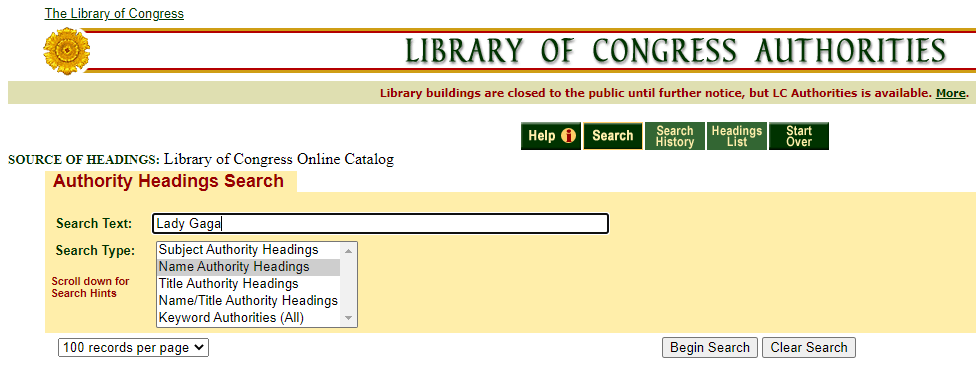 The Library of Congress
LIBRARY OF CONGRESS AUTHORITIES
Library buildings are closed to the public until further notice, but LC Authorities is available. More.
Help i Search Search History Headings List Start Over
SOURCE OF HEADINGS: Library of Congress Online Catalog
Authority Headings Search
Search Text: Lady Gaga
Search Type: Subject Authority Headings
Name Authority Headings
Scroll down for Search Hints
Title Authority Headings
Name/Title Authority Headings
Keyword Authorities (All)
100 records per page Begin Search Clear Search